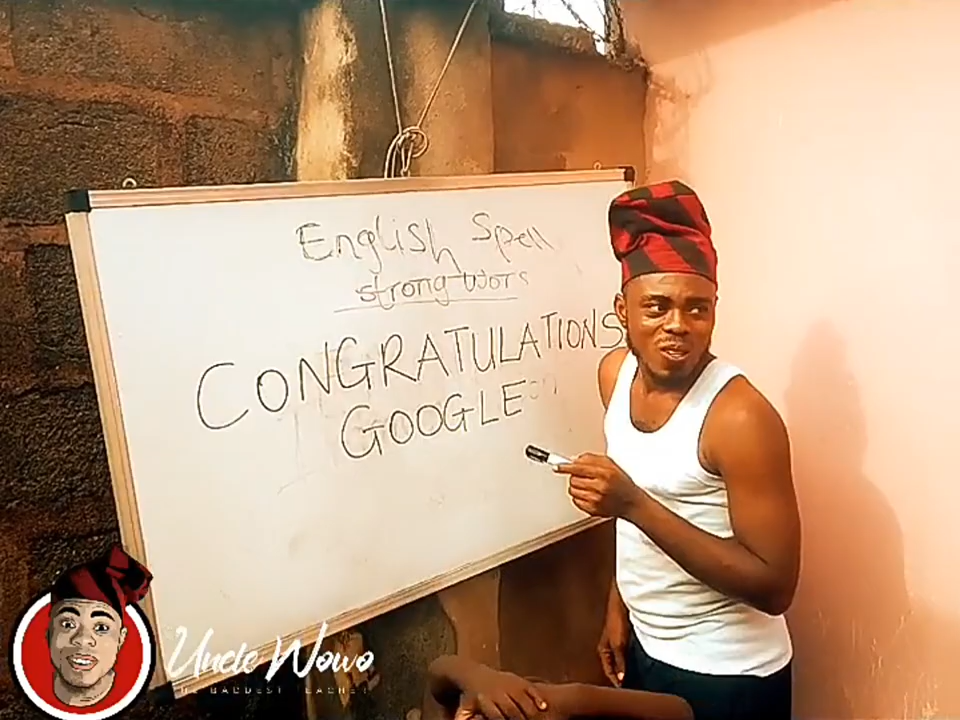 English Spell
strong wors
CONGRATULATIONS
GOOGLE
Uncle Wowo